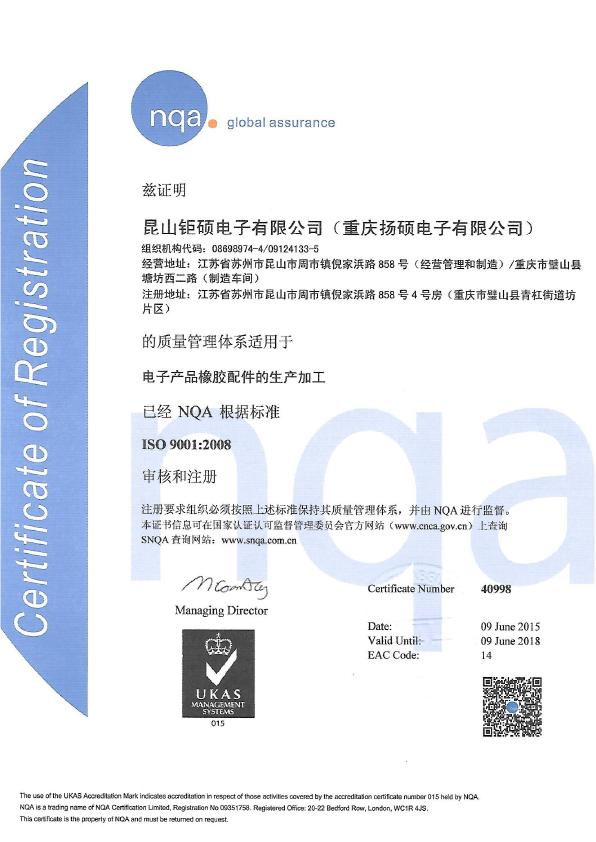 nqa.
global assurance
Certificate of Registration
兹证明
昆山钜硕电子有限公司（重庆扬硕电子有限公司）
组织机构代码：08698974-4/09124133-5
经营地址：江苏省苏州市昆山市周市镇倪家浜路 858 号（经营管理和制造）/重庆市璧山县
塘坊西二路（制造车间）
注册地址：江苏省苏州市昆山市周市镇倪家浜路 858 号 4 号房（重庆市璧山县青杠街道坊
片区）
的质量管理体系适用于
电子产品橡胶配件的生产加工
已经 NQA 根据标准
ISO 9001:2008
审核和注册
注册要求组织必须按照上述标准保持其质量管理体系，并由 NQA 进行监督。
本证书信息可在国家认证认可监督管理委员会官方网站（www.cnca.gov.cn）上查询
SNQA 查询网站：www.snqa.com.cn
nqa
Managing Director
Certificate Number 40998
Date: 09 June 2015
Valid Until: 09 June 2018
EAC Code: 14
UKAS
MANAGEMENT
SYSTEMS
015
The use of the UKAS Accreditation Mark indicates accreditation in respect of those activities covered by the accreditation certificate number 015 held by NQA.
NQA is a trading name of NQA Certification Limited, Registration No 09351758. Registered Office: 20-22 Bedford Row, London, WC1R 4JS.
This certificate is the property of NQA and must be returned on request.